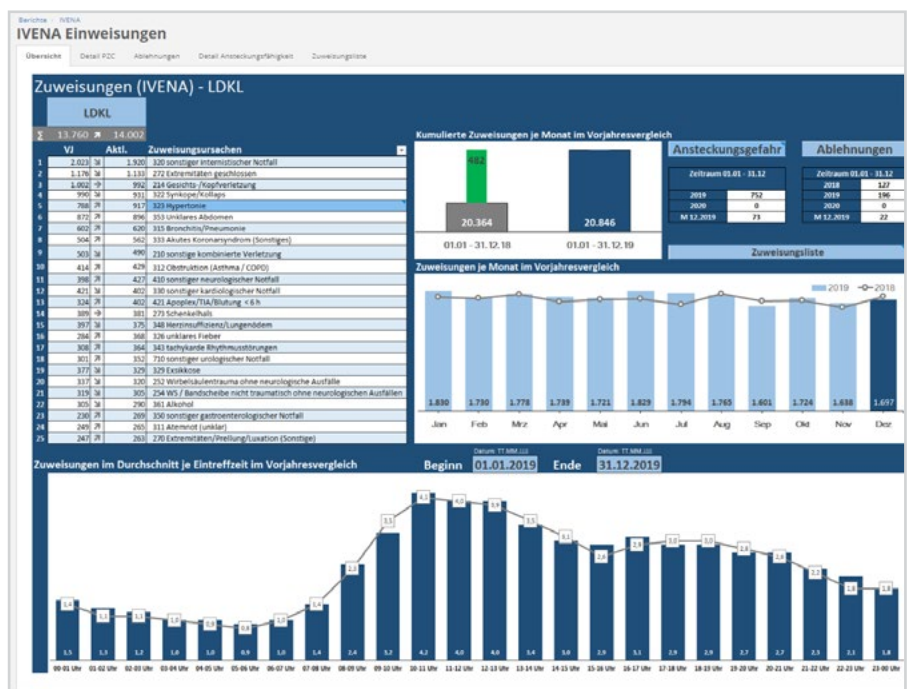 Berichte IVENA
IVENA Einweisungen
Übersicht Detail PZC Ablehnungen Detail Ansteckungsfähigkeit Zuweisungsliste
Zuweisungen (IVENA) - LDKL
LDKL
Σ 13.760 14.002
VJ Aktl. Zuweisungsursachen
1 2.023 1.920 320 sonstiger internistischer Notfall
2 1.176 1.133 272 Extremitäten geschlossen
3 1.002 992 214 Gesichts-/Kopfverletzung
4 990 931 322 Synkope/Kollaps
5 788 917 323 Hypertonie
6 872 896 353 Unklares Abdomen
7 602 620 315 Bronchitis/Pneumonie
8 504 562 333 Akutes Koronarsyndrom (Sonstiges)
9 503 490 210 sonstige kombinierte Verletzung
10 414 429 312 Obstruktion (Asthma / COPD)
11 398 427 410 sonstiger neurologischer Notfall
12 421 402 330 sonstiger kardiologischer Notfall
13 324 402 421 Apoplex/TIA/Blutung < 6 h
14 389 381 273 Schenkelhals
15 397 375 348 Herzinsuffizienz/Lungenödem
16 284 368 326 unklares Fieber
17 308 364 343 tachykarde Rhythmusstörungen
18 301 352 710 sonstiger urologischer Notfall
19 377 329 329 Exsikkose
20 337 320 252 Wirbelsäulentrauma ohne neurologische Ausfälle
21 319 305 254 WS / Bandscheibe nicht traumatisch ohne neurologischen Ausfällen
22 305 290 361 Alkohol
23 230 269 350 sonstiger gastroenterologischer Notfall
24 249 265 311 Atemnot (unklar)
25 247 263 270 Extremitäten/Prellung/Luxation (Sonstige)
Kumulierte Zuweisungen je Monat im Vorjahresvergleich
482
20.364 20.846
01.01 - 31.12.18 01.01 - 31.12.19
Ansteckungsgefahr
Zeitraum 01.01 - 31.12
2019 752
2020 0
M 12.2019 73
Ablehnungen
Zeitraum 01.01 - 31.12
2018 127
2019 196
2020 0
M 12.2019 22
Zuweisungsliste
Zuweisungen je Monat im Vorjahresvergleich
2019 2018
1.830 1.730 1.778 1.739 1.721 1.829 1.794 1.765 1.601 1.724 1.638 1.697
Jan Feb Mrz Apr Mai Jun Jul Aug Sep Okt Nov Dez
Zuweisungen im Durchschnitt je Eintreffzeit im Vorjahresvergleich
Datum: TT.MM.JJJJ Datum: TT.MM.JJJJ
Beginn 01.01.2019 Ende 31.12.2019
1,4 1,1 1,1 1,0 0,9 0,8 1,0 1,4 2,5 3,5 4,1 4,0 3,9 3,5 3,1 2,6 2,9 3,0 3,0 2,8 2,6 2,2 1,8 1,8
1,5 1,3 1,2 1,0 1,0 0,9 1,0 1,4 2,4 3,2 4,2 4,0 4,0 3,4 3,0 2,9 3,1 2,9 2,9 2,7 2,7 2,3 2,1 1,8
00-01 Uhr 01-02 Uhr 02-03 Uhr 03-04 Uhr 04-05 Uhr 05-06 Uhr 06-07 Uhr 07-08 Uhr 08-09 Uhr 09-10 Uhr 10-11 Uhr 11-12 Uhr 12-13 Uhr 13-14 Uhr 14-15 Uhr 15-16 Uhr 16-17 Uhr 17-18 Uhr 18-19 Uhr 19-20 Uhr 20-21 Uhr 21-22 Uhr 22-23 Uhr 23-00 Uhr